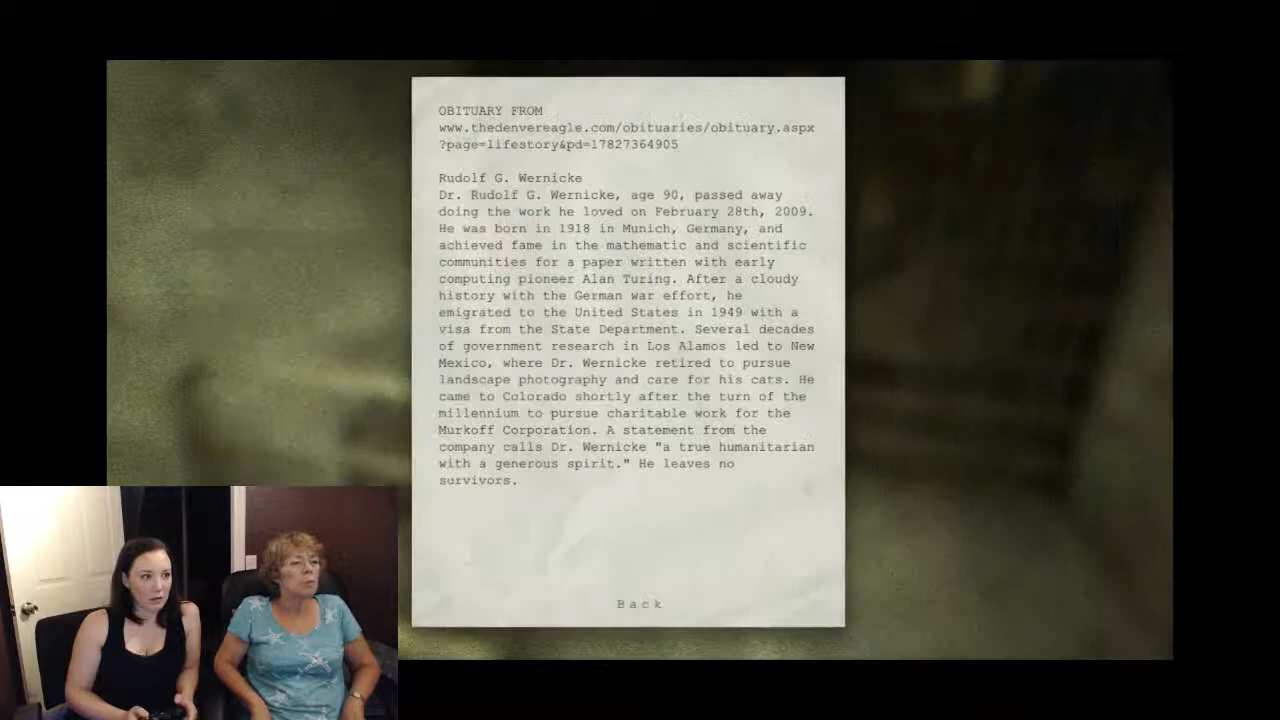 OBITUARY FROM
www.thedenvereagle.com/obituaries/obituary.aspx
?page=lifestory&pd=17827364905
Rudolf G. Wernicke
Dr. Rudolf G. Wernicke, age 90, passed away
doing the work he loved on February 28th, 2009.
He was born in 1918 in Munich, Germany, and
achieved fame in the mathematic and scientific
communities for a paper written with early
computing pioneer Alan Turing. After a cloudy
history with the German war effort, he
emigrated to the United States in 1949 with a
visa from the State Department. Several decades
of government research in Los Alamos led to New
Mexico, where Dr. Wernicke retired to pursue
landscape photography and care for his cats. He
came to Colorado shortly after the turn of the
millennium to pursue charitable work for the
Murkoff Corporation. A statement from the
company calls Dr. Wernicke "a true humanitarian
with a generous spirit." He leaves no
survivors.
Back